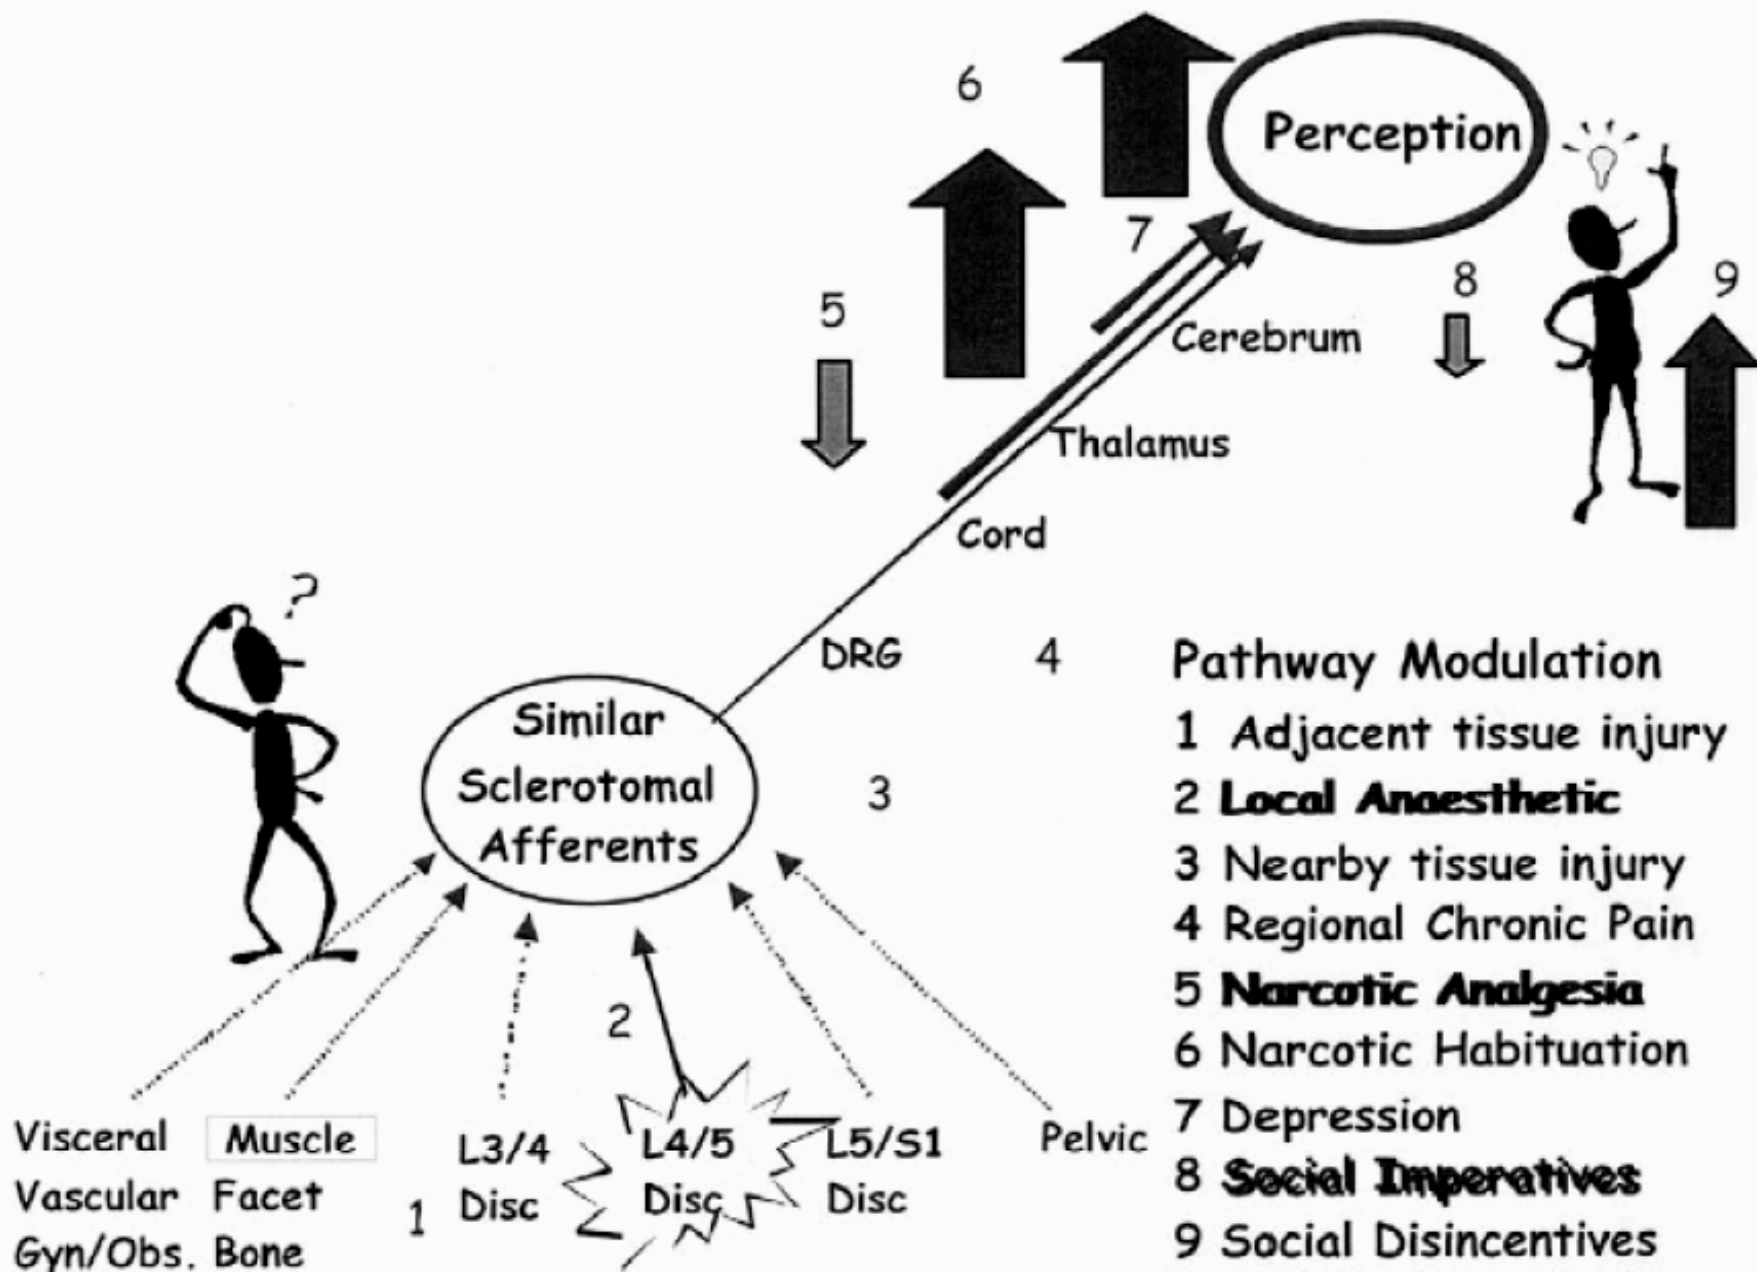 6
Perception
7
5
8
9
Cerebrum
Thalamus
Cord
?
DRG
4
Similar
Sclerotomal
Afferents
3
2
Visceral
Vascular
Gyn/Obs.
Muscle
Facet
Bone
1
L3/4
Disc
L4/5
Disc
L5/S1
Disc
Pelvic
Pathway Modulation
1 Adjacent tissue injury
2 Local Anaesthetic
3 Nearby tissue injury
4 Regional Chronic Pain
5 Narcotic Analgesia
6 Narcotic Habituation
7 Depression
8 Social Imperatives
9 Social Disincentives